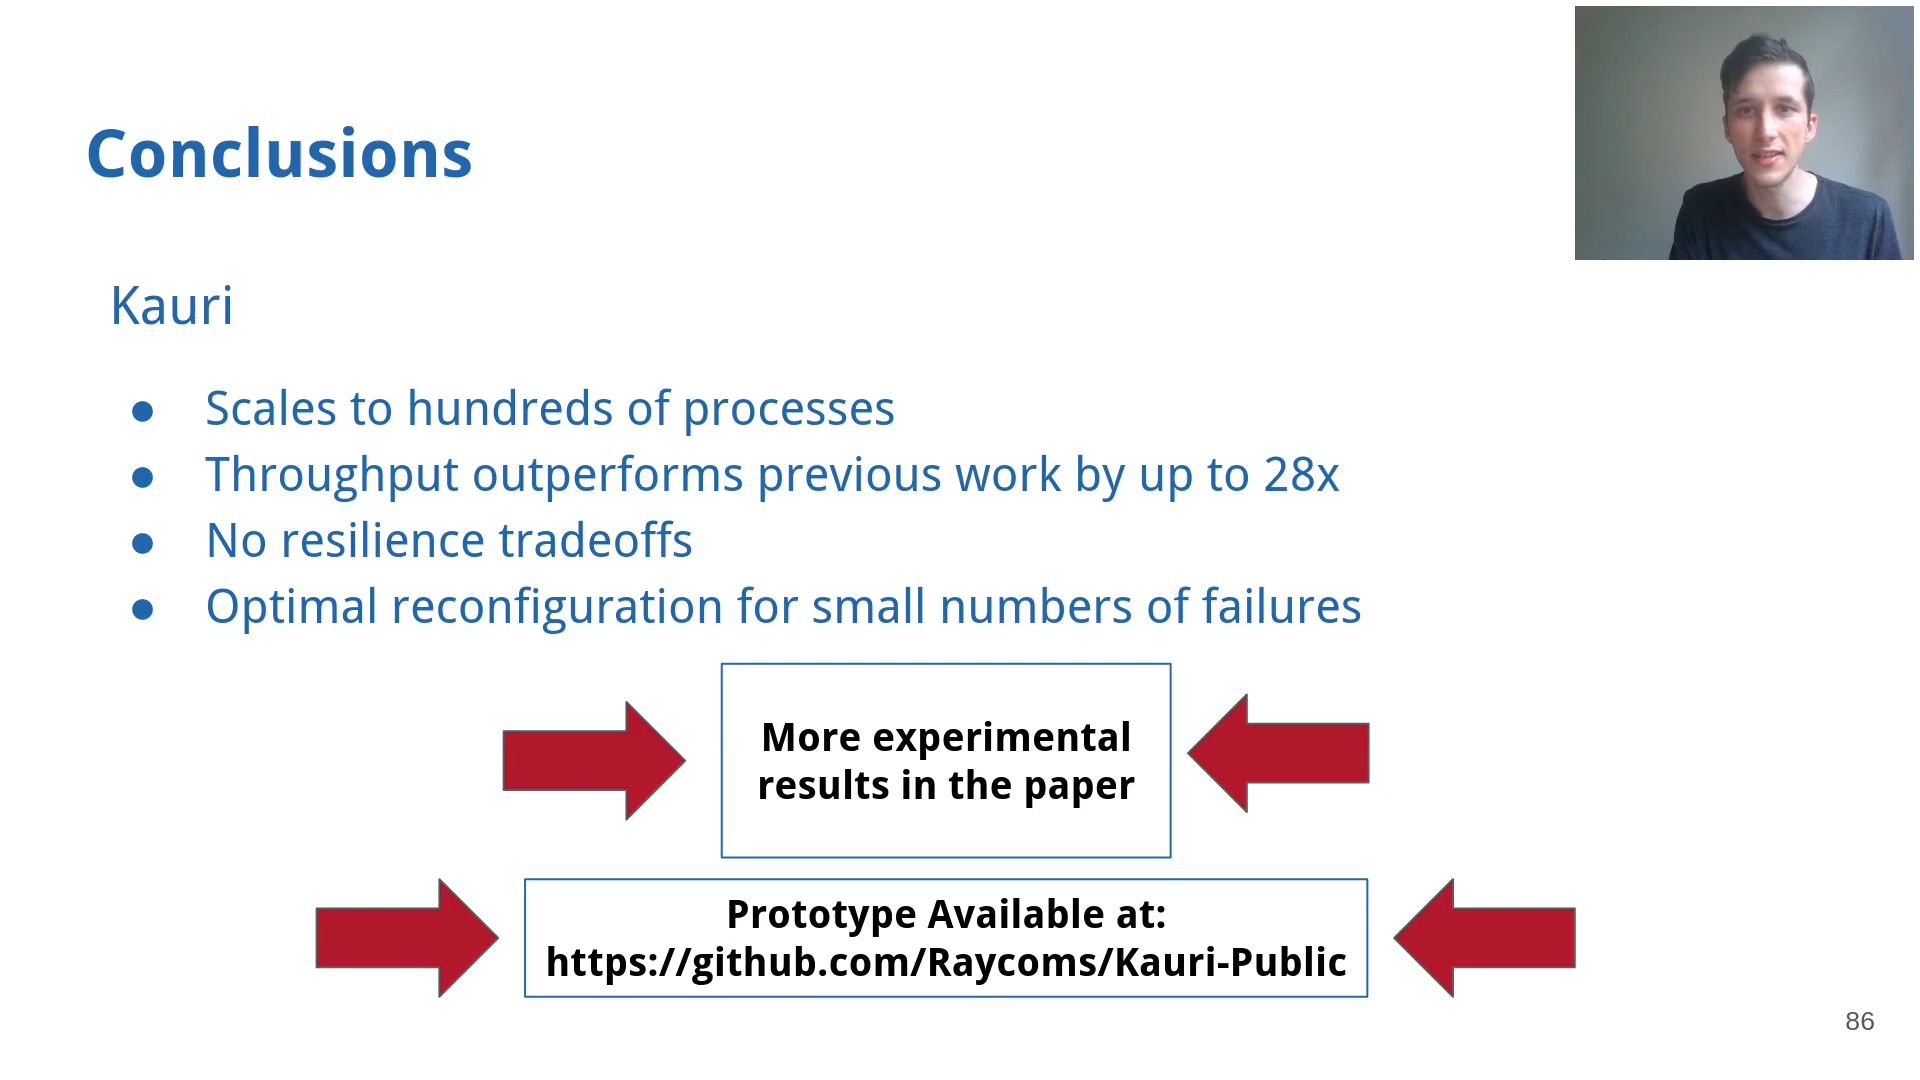 Conclusions
Kauri
● Scales to hundreds of processes
● Throughput outperforms previous work by up to 28x
● No resilience tradeoffs
● Optimal reconfiguration for small numbers of failures
More experimental
results in the paper
Prototype Available at:
https://github.com/Raycoms/Kauri-Public
86